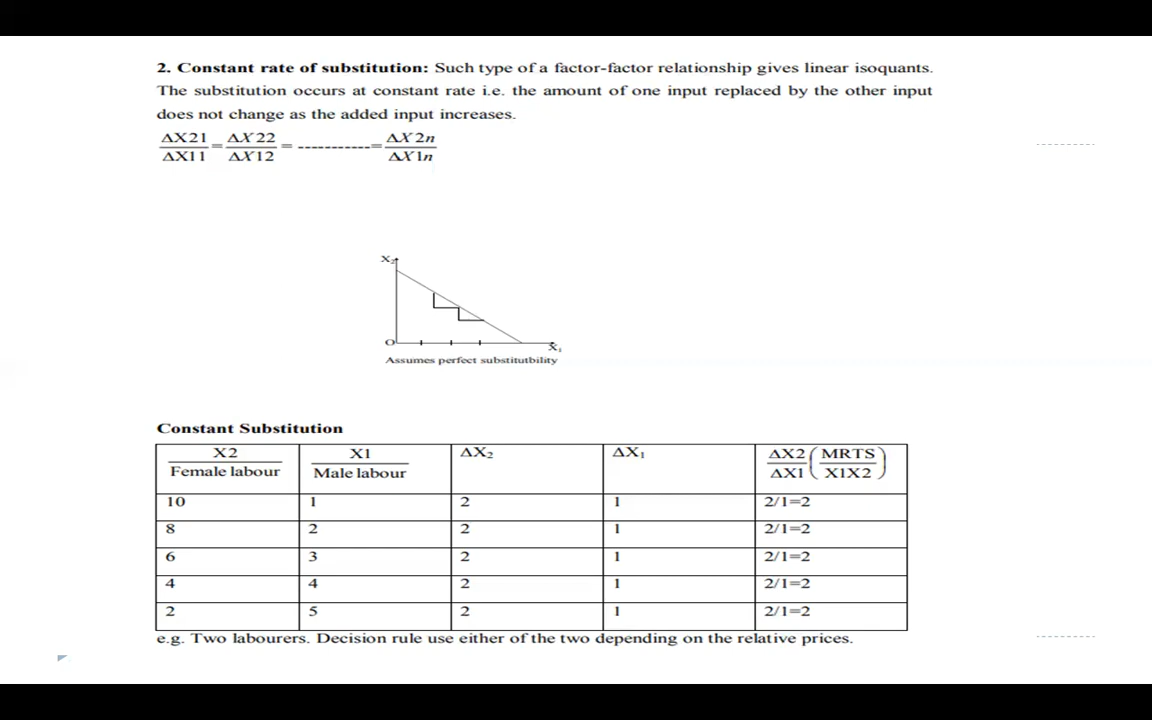 2. Constant rate of substitution: Such type of a factor-factor relationship gives linear isoquants.
The substitution occurs at constant rate i.e. the amount of one input replaced by the other input
does not change as the added input increases.
ΔX21/ΔX11 = ΔX22/ΔX12 = -----------= ΔX2n/ΔX1n
X₂
O X₁
Assumes perfect substitutbility
Constant Substitution
X2/Female labour X1/Male labour ΔX₂ ΔX₁ ΔX2/ΔX1 (MRTS/X1X2)
10 1 2 1 2/1=2
8 2 2 1 2/1=2
6 3 2 1 2/1=2
4 4 2 1 2/1=2
2 5 2 1 2/1=2
e.g. Two labourers. Decision rule use either of the two depending on the relative prices.